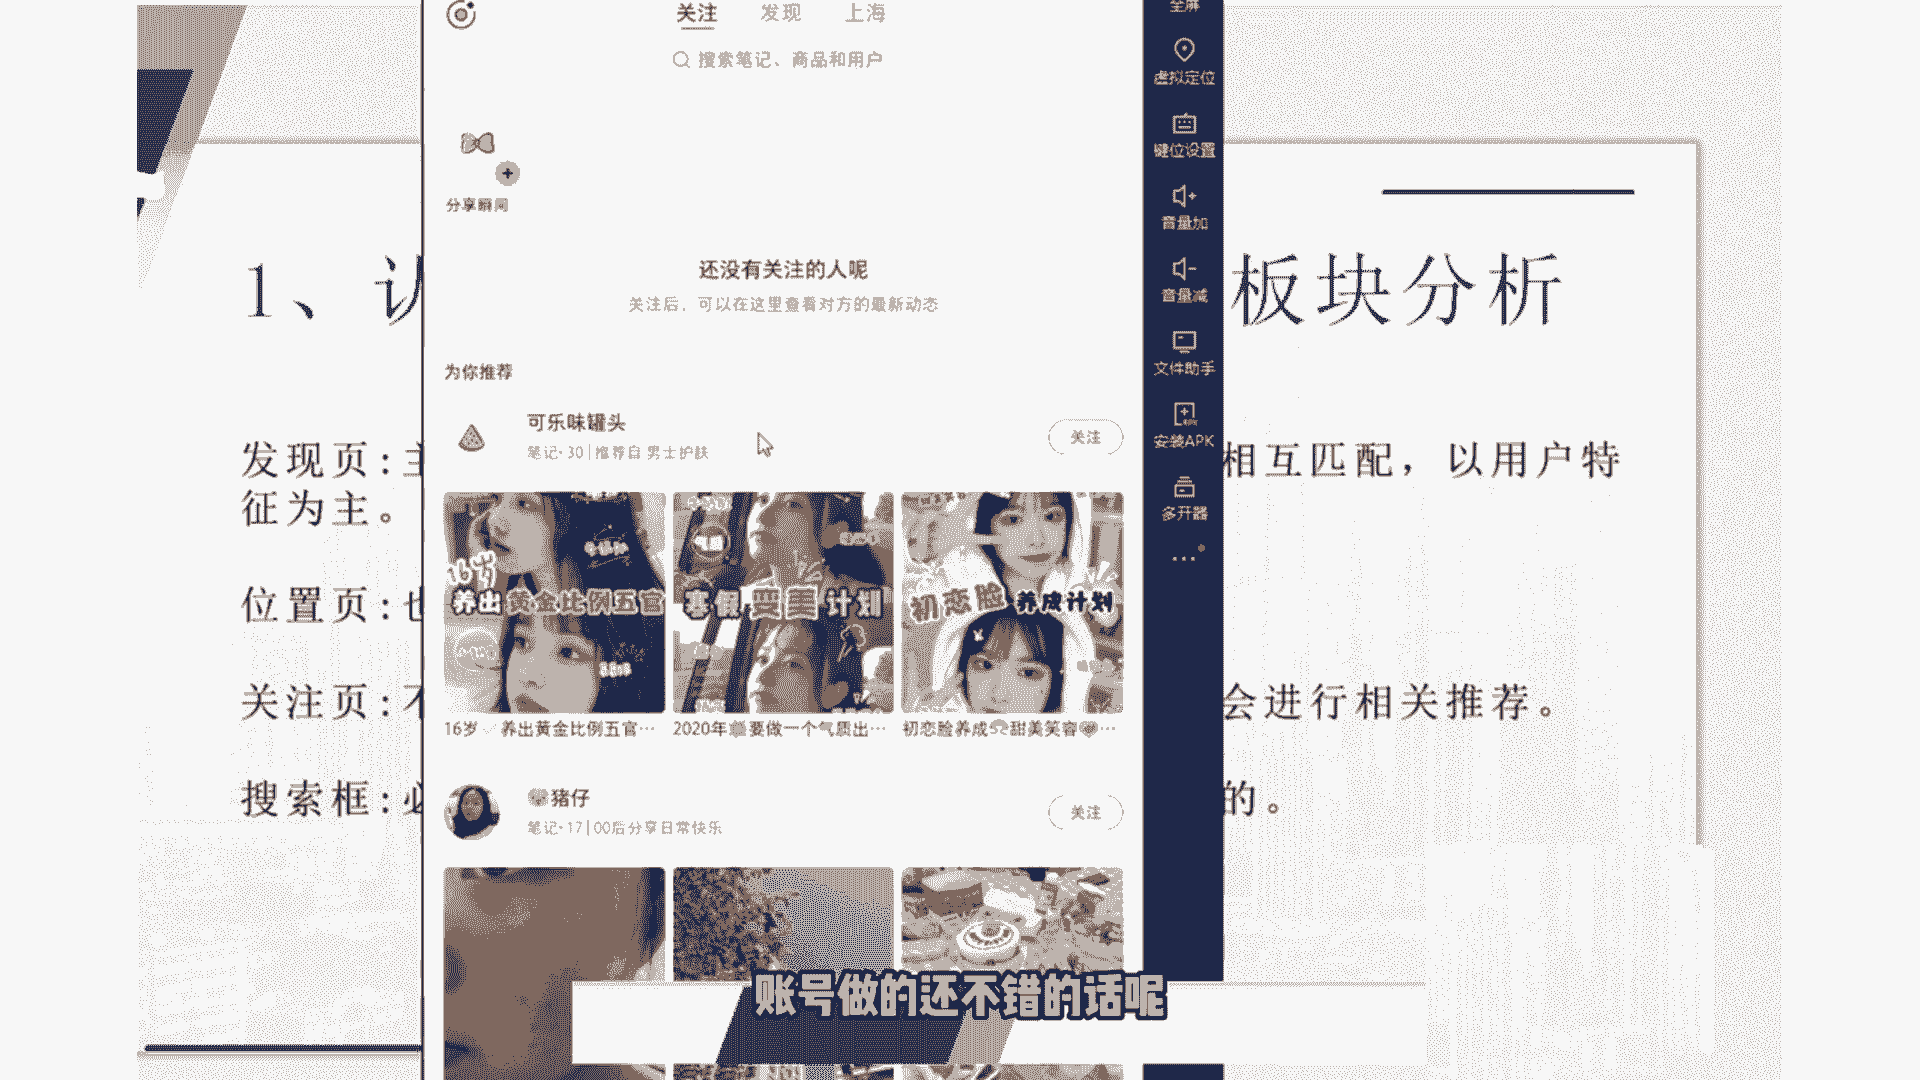 关注 发现 上海
搜索笔记、商品和用户
分享瞬间
还没有关注的人呢
关注后，可以在这里查看对方的最新动态
为你推荐
可乐味罐头
笔记·30|推荐自 男士护肤
关注
16岁
养出黄金比例五官
寒假变美计划
初恋脸养成计划
16岁 养出黄金比例五官…
2020年 要做一个气质出…
初恋脸养成 甜美笑容 …
猪仔
笔记·17|00后分享日常快乐
关注
全屏
虚拟定位
键位设置
音量加
音量减
文件助手
安装APK
多开器
1、认
板块分析
发现页:主
相互匹配，以用户特
征为主。
位置页:也
关注页:不
会进行相关推荐。
搜索框:必
的。
账号做的还不错的话呢